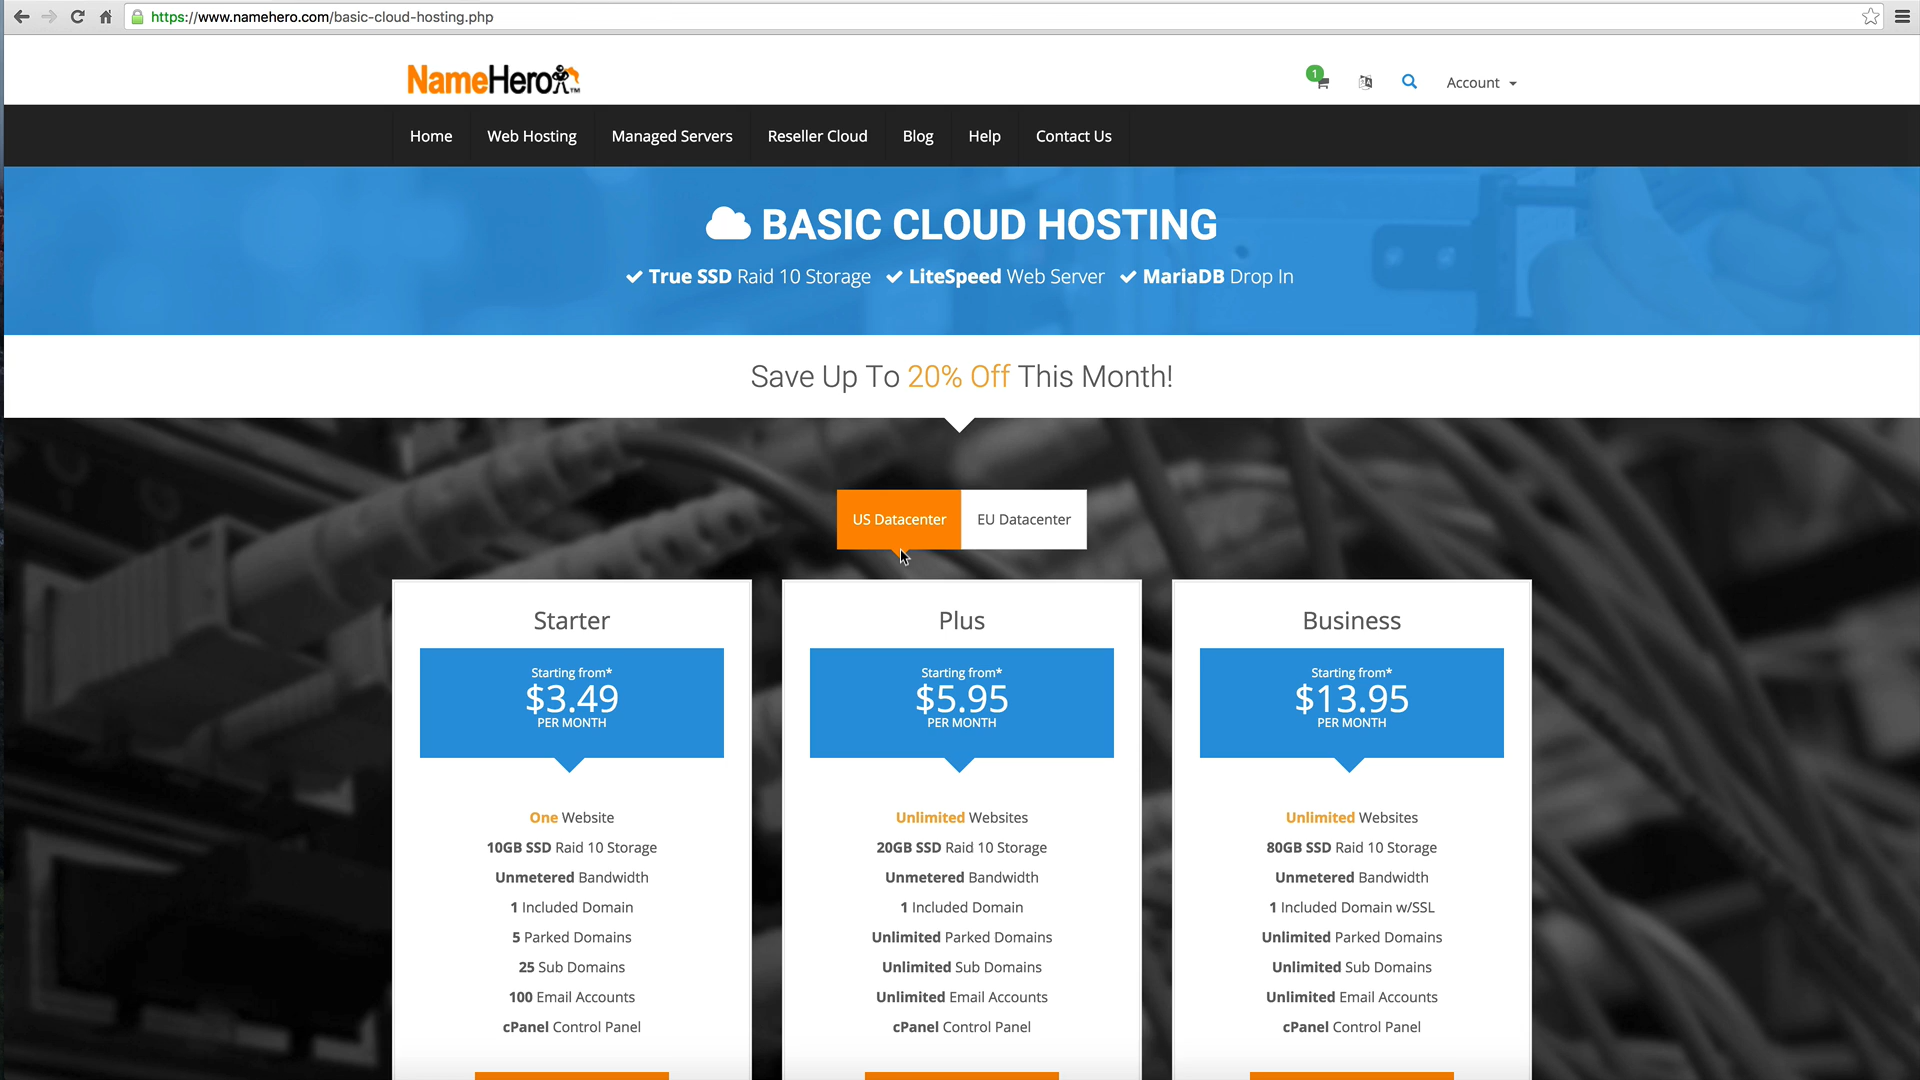 https://www.namehero.com/basic-cloud-hosting.php
NameHero™
1
Account
Home
Web Hosting
Managed Servers
Reseller Cloud
Blog
Help
Contact Us
BASIC CLOUD HOSTING
True SSD Raid 10 Storage
LiteSpeed Web Server
MariaDB Drop In
Save Up To 20% Off This Month!
US Datacenter
EU Datacenter
Starter
Starting from*
$3.49
PER MONTH
One Website
10GB SSD Raid 10 Storage
Unmetered Bandwidth
1 Included Domain
5 Parked Domains
25 Sub Domains
100 Email Accounts
cPanel Control Panel
Plus
Starting from*
$5.95
PER MONTH
Unlimited Websites
20GB SSD Raid 10 Storage
Unmetered Bandwidth
1 Included Domain
Unlimited Parked Domains
Unlimited Sub Domains
Unlimited Email Accounts
cPanel Control Panel
Business
Starting from*
$13.95
PER MONTH
Unlimited Websites
80GB SSD Raid 10 Storage
Unmetered Bandwidth
1 Included Domain w/SSL
Unlimited Parked Domains
Unlimited Sub Domains
Unlimited Email Accounts
cPanel Control Panel